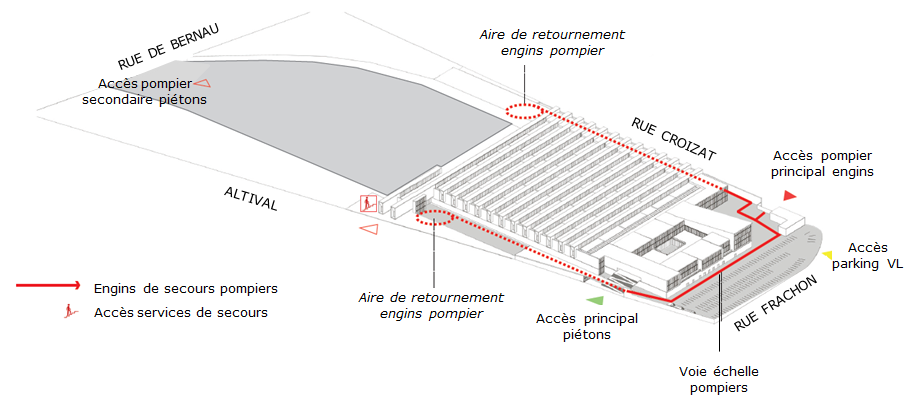 Aire de retournement
engins pompier
RUE DE BERNAU
Accès pompier
secondaire piétons
RUE CROIZAT
Accès pompier
principal engins
ALTIVAL
Accès
parking VL
Engins de secours pompiers
Accès services de secours
Aire de retournement
engins pompier
Accès principal
piétons
RUE FRACHON
Voie échelle
pompiers